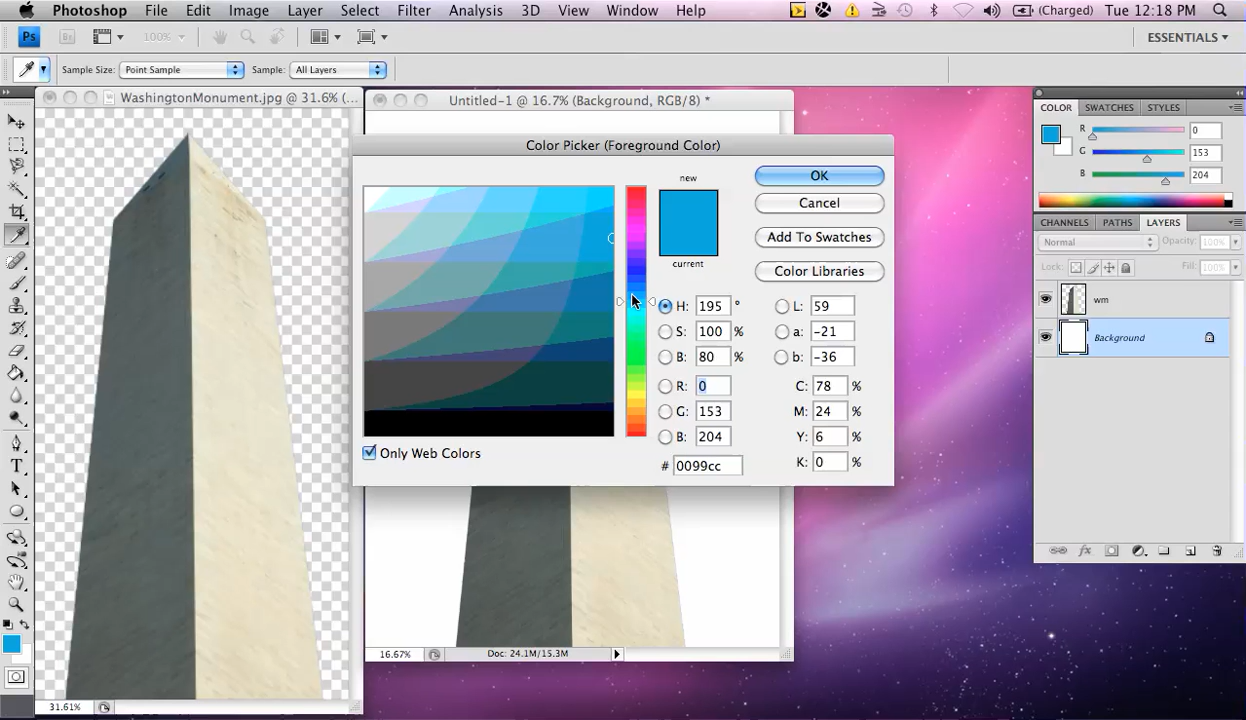 Photoshop File Edit Image Layer Select Filter Analysis 3D View Window Help (Charged) Tue 12:18 PM
Ps Br 100% ESSENTIALS
Sample Size: Point Sample Sample: All Layers
WashingtonMonument.jpg @ 31.6% (...
Untitled-1 @ 16.7% (Background, RGB/8) *
Color Picker (Foreground Color)
new
current
OK
Cancel
Add To Swatches
Color Libraries
H: 195 ° L: 59
S: 100 % a: -21
B: 80 % b: -36
R: 0 C: 78 %
G: 153 M: 24 %
B: 204 Y: 6 %
# 0099cc K: 0 %
Only Web Colors
COLOR SWATCHES STYLES
R 0
G 153
B 204
CHANNELS PATHS LAYERS
Normal Opacity: 100%
Lock: Fill: 100%
wm
Background
fx
T
16.67% Doc: 24.1M/15.3M
31.61%